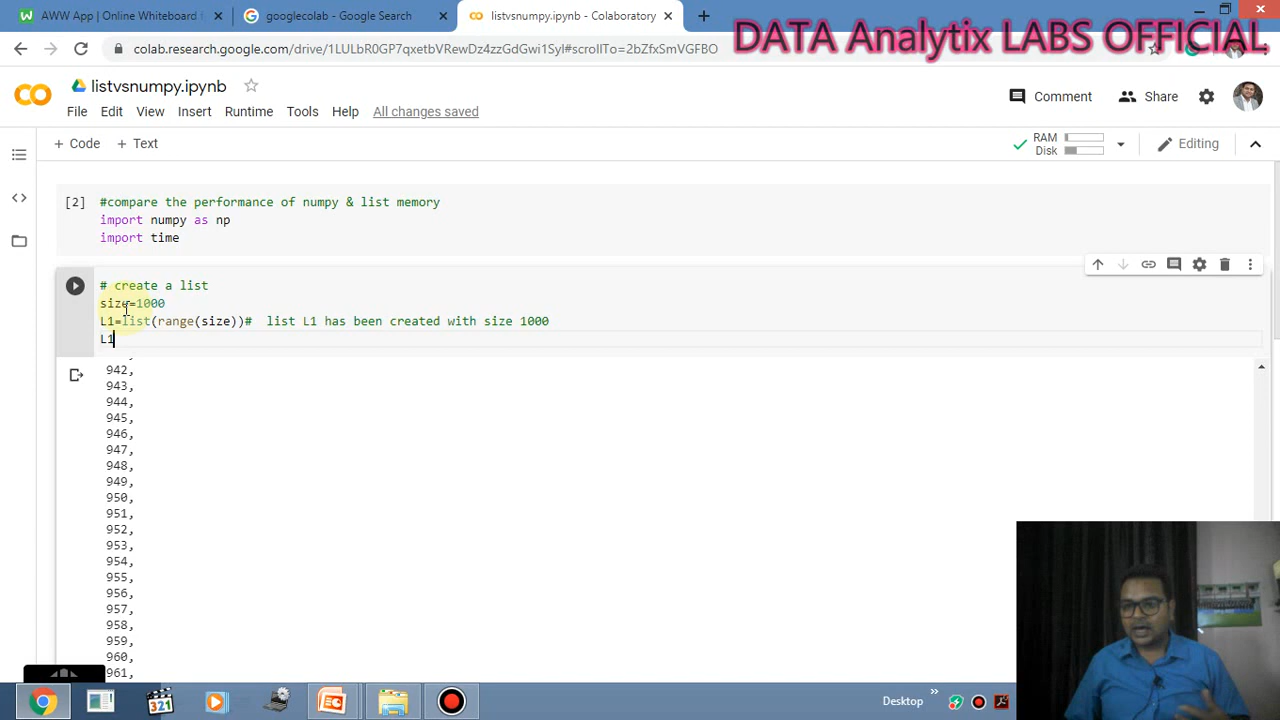 AWW App | Online Whiteboard
googlecolab - Google Search
listvsnumpy.ipynb - Colaboratory
DATA Analytix LABS OFFICIAL
colab.research.google.com/drive/1LULbR0GP7qxetbVRewDz4zzGdGwi1Syl#scrollTo=2bZfxSmVGFBO
listvsnumpy.ipynb
Comment
Share
File Edit View Insert Runtime Tools Help All changes saved
+ Code + Text
RAM
Disk
Editing
[2] #compare the performance of numpy & list memory
import numpy as np
import time
# create a list
size=1000
L1=list(range(size))#  list L1 has been created with size 1000
L1
942,
943,
944,
945,
946,
947,
948,
949,
950,
951,
952,
953,
954,
955,
956,
957,
958,
959,
960,
961,
321
Desktop